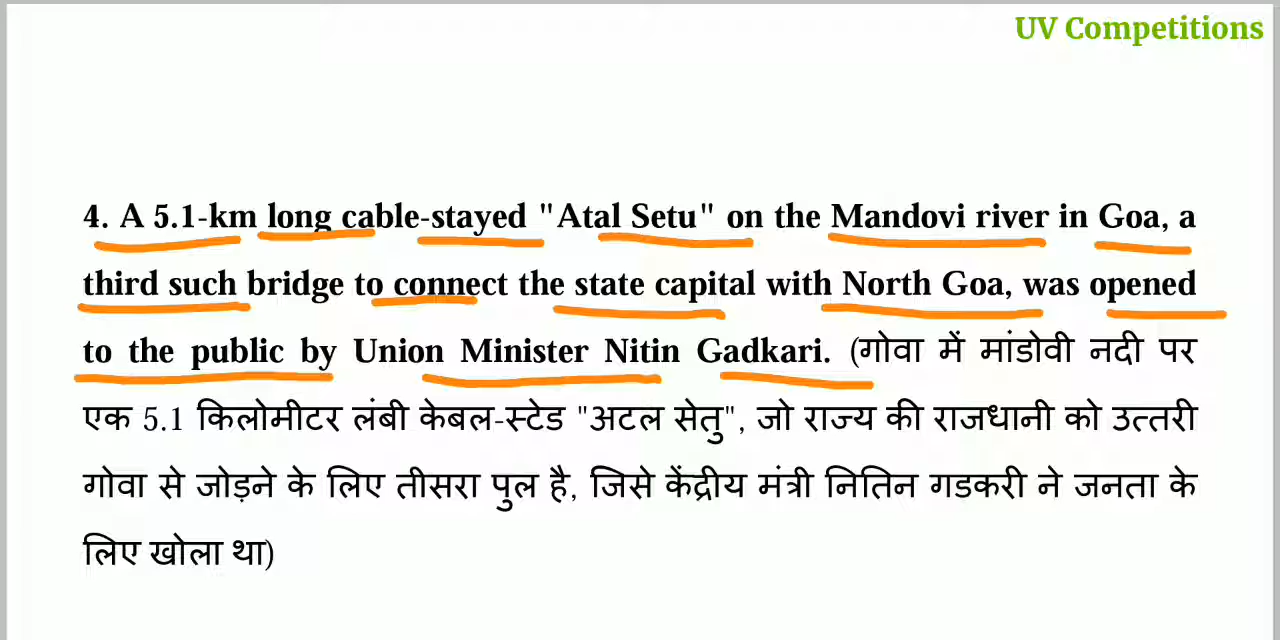 UV Competitions
4. A 5.1-km long cable-stayed "Atal Setu" on the Mandovi river in Goa, a
third such bridge to connect the state capital with North Goa, was opened
to the public by Union Minister Nitin Gadkari. (गोवा में मांडोवी नदी पर
एक 5.1 किलोमीटर लंबी केबल-स्टेड "अटल सेतु", जो राज्य की राजधानी को उत्तरी
गोवा से जोड़ने के लिए तीसरा पुल है, जिसे केंद्रीय मंत्री नितिन गडकरी ने जनता के
लिए खोला था)